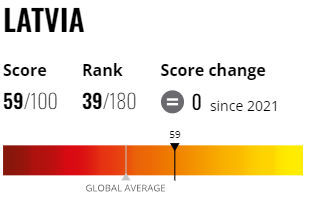 LATVIA
Score Rank Score change
59/100 39/180 = 0 since 2021
59
GLOBAL AVERAGE